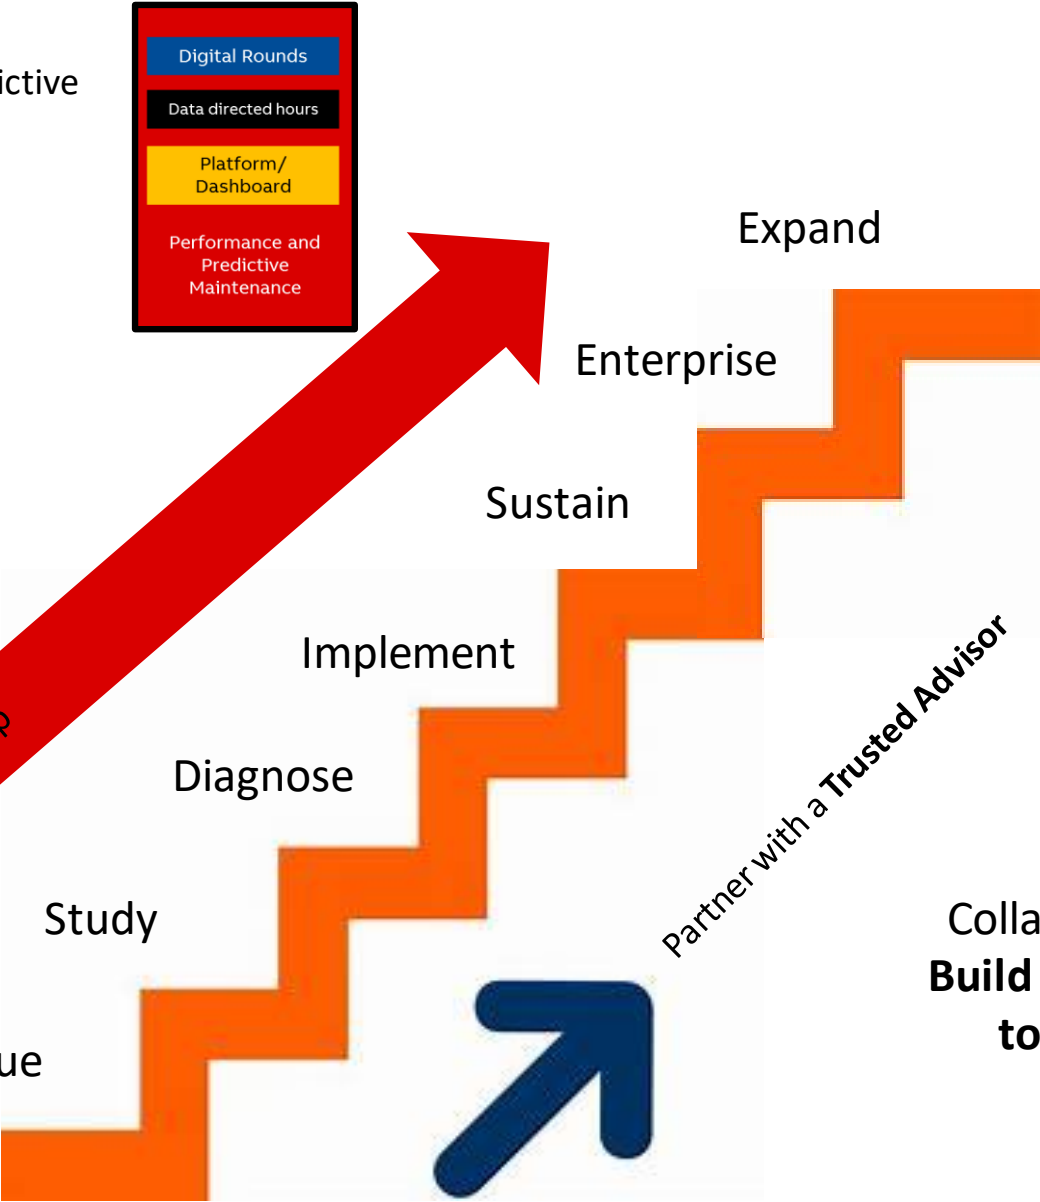 Digital Rounds
Data directed hours
Platform/
Dashboard
Performance and
Predictive
Maintenance
ictive
Expand
Enterprise
Sustain
Implement
Diagnose
Study
ue
Partner with a Trusted Advisor
Colla
Build
to